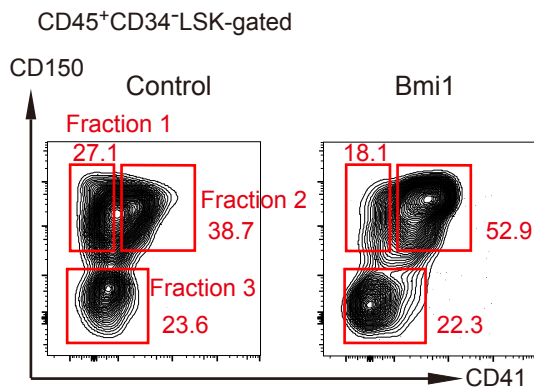 CD45⁺CD34⁻LSK-gated
CD150
Control
Bmi1
Fraction 1
27.1
Fraction 2
38.7
Fraction 3
23.6
18.1
52.9
22.3
CD41